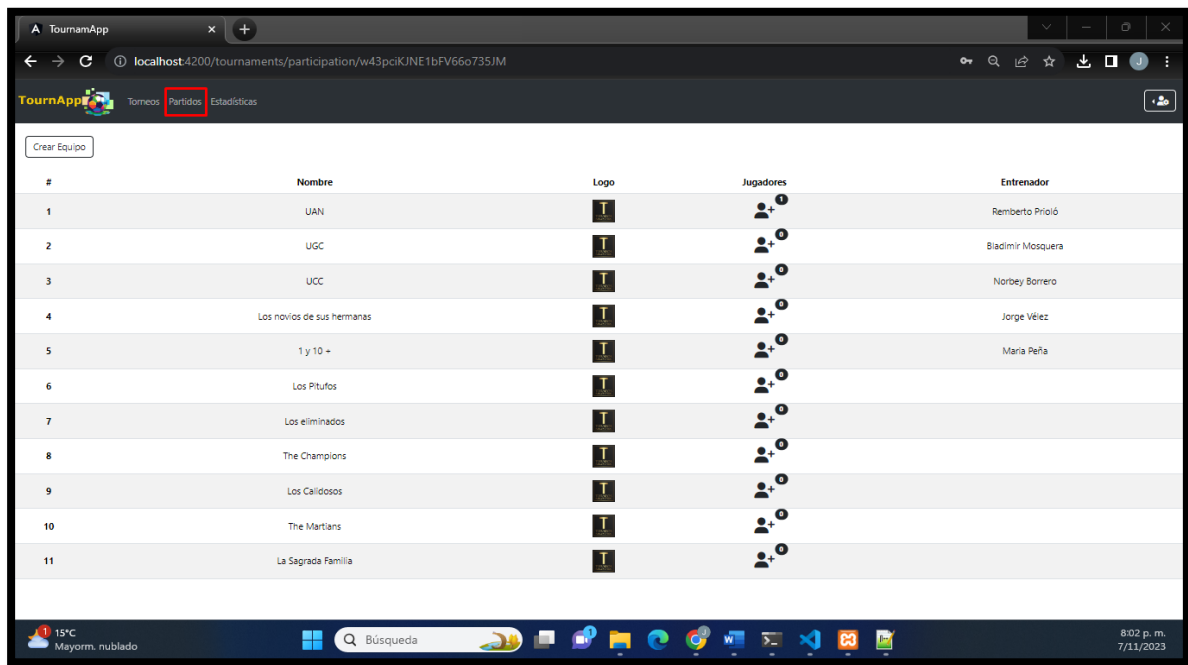 TournamApp
localhost:4200/tournaments/participation/w43pciKJNE1bFV66o735JM
J
TournApp Torneos Partidos Estadísticas
Crear Equipo
# Nombre Logo Jugadores Entrenador
1 UAN T 1 Remberto Prioló
2 UGC T 0 Bladimir Mosquera
3 UCC T 0 Norbey Borrero
4 Los novios de sus hermanas T 0 Jorge Vélez
5 1 y 10 + T 0 Maria Peña
6 Los Pitufos T 0
7 Los eliminados T 0
8 The Champions T 0
9 Los Calidosos T 0
10 The Martians T 0
11 La Sagrada Familia T 0
1 15°C
Mayorm. nublado
Búsqueda
8:02 p. m.
7/11/2023